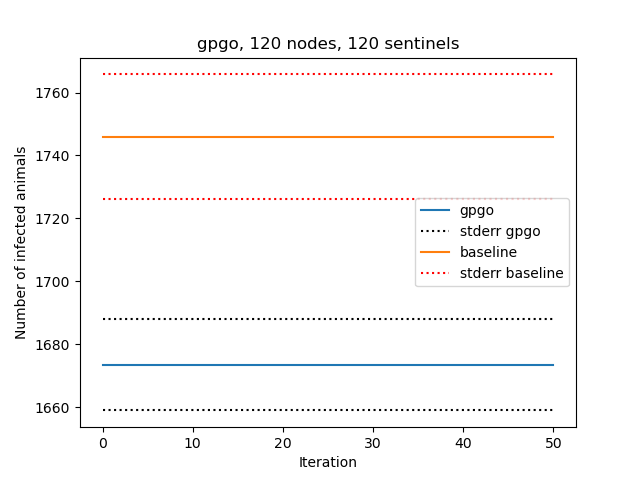 gpgo, 120 nodes, 120 sentinels
Number of infected animals
1760
1740
1720
1700
1680
1660
gpgo
stderr gpgo
baseline
stderr baseline
0 10 20 30 40 50
Iteration